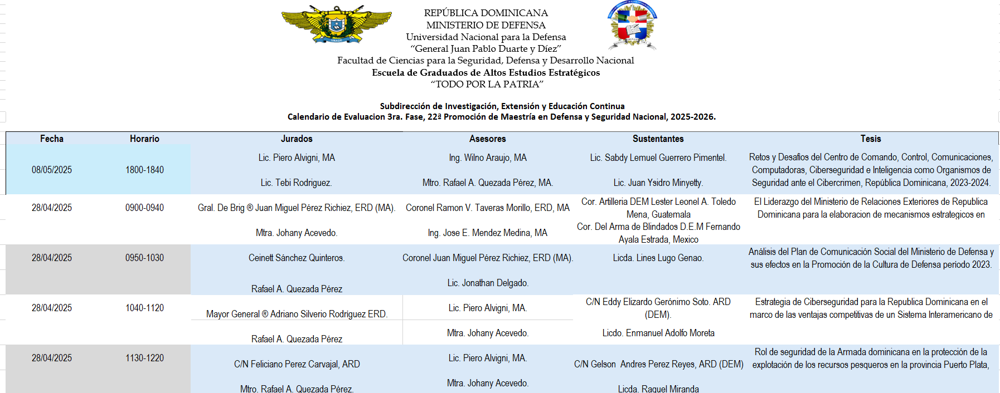 REPÚBLICA DOMINICANA
MINISTERIO DE DEFENSA
Universidad Nacional para la Defensa
“General Juan Pablo Duarte y Díez”
Facultad de Ciencias para la Seguridad, Defensa y Desarrollo Nacional
Escuela de Graduados de Altos Estudios Estratégicos
“TODO POR LA PATRIA”
UNADE
Subdirección de Investigación, Extensión y Educación Continua
Calendario de Evaluacion 3ra. Fase, 22ª Promoción de Maestría en Defensa y Seguridad Nacional, 2025-2026.
Fecha Horario Jurados Asesores Sustentantes Tesis
08/05/2025 1800-1840
Lic. Piero Alvigni, MA
Lic. Tebi Rodriguez.
Ing. Wilno Araujo, MA
Mtro. Rafael A. Quezada Pérez, MA.
Lic. Sabdy Lemuel Guerrero Pimentel.
Lic. Juan Ysidro Minyetty.
Retos y Desafios del Centro de Comando, Control, Comunicaciones,
Computadoras, Ciberseguridad e Inteligencia como Organismos de
Seguridad ante el Cibercrimen, República Dominicana, 2023-2024.
28/04/2025 0900-0940
Gral. De Brig ® Juan Miguel Pérez Richiez, ERD (MA).
Mtra. Johany Acevedo.
Coronel Ramon V. Taveras Morillo, ERD, MA
Ing. Jose E. Mendez Medina, MA
Cor. Artilleria DEM Lester Leonel A. Toledo
Mena, Guatemala
Cor. Del Arma de Blindados D.E.M Fernando
Ayala Estrada, Mexico
El Liderazgo del Ministerio de Relaciones Exteriores de Republica
Dominicana para la elaboracion de mecanismos estrategicos en
28/04/2025 0950-1030
Ceinett Sánchez Quinteros.
Rafael A. Quezada Pérez
Coronel Juan Miguel Pérez Richiez, ERD (MA).
Lic. Jonathan Delgado.
Licda. Lines Lugo Genao.
Análisis del Plan de Comunicación Social del Ministerio de Defensa y
sus efectos en la Promoción de la Cultura de Defensa periodo 2023.
28/04/2025 1040-1120
Mayor General ® Adriano Silverio Rodriguez ERD.
Rafael A. Quezada Pérez
Lic. Piero Alvigni, MA.
Mtra. Johany Acevedo.
C/N Eddy Elizardo Gerónimo Soto. ARD
(DEM).
Licdo. Enmanuel Adolfo Moreta
Estrategia de Ciberseguridad para la Republica Dominicana en el
marco de las ventajas competitivas de un Sistema Interamericano de
28/04/2025 1130-1220
C/N Feliciano Perez Carvajal, ARD
Mtro. Rafael A. Quezada Pérez.
Lic. Piero Alvigni, MA.
Mtra. Johany Acevedo.
C/N Gelson Andres Perez Reyes, ARD (DEM)
Licda. Raquel Miranda
Rol de seguridad de la Armada dominicana en la protección de la
explotación de los recursos pesqueros en la provincia Puerto Plata,